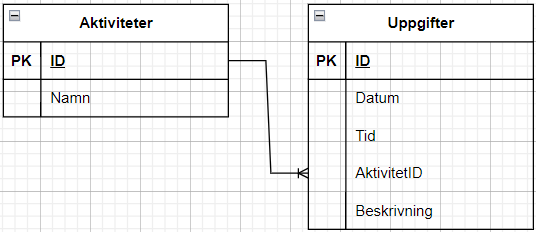 Aktiviteter
PK ID
Namn
Uppgifter
PK ID
Datum
Tid
AktivitetID
Beskrivning